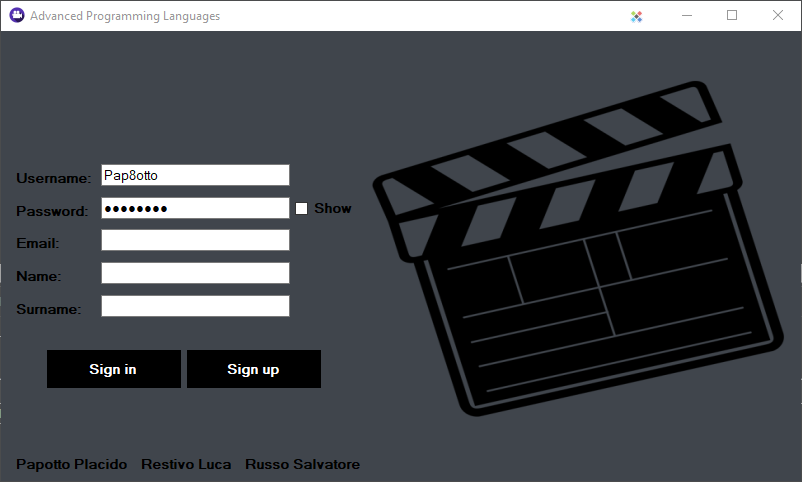 Advanced Programming Languages
Username: Pap8otto
Password: ●●●●●●●● Show
Email:
Name:
Surname:
Sign in Sign up
Papotto Placido Restivo Luca Russo Salvatore